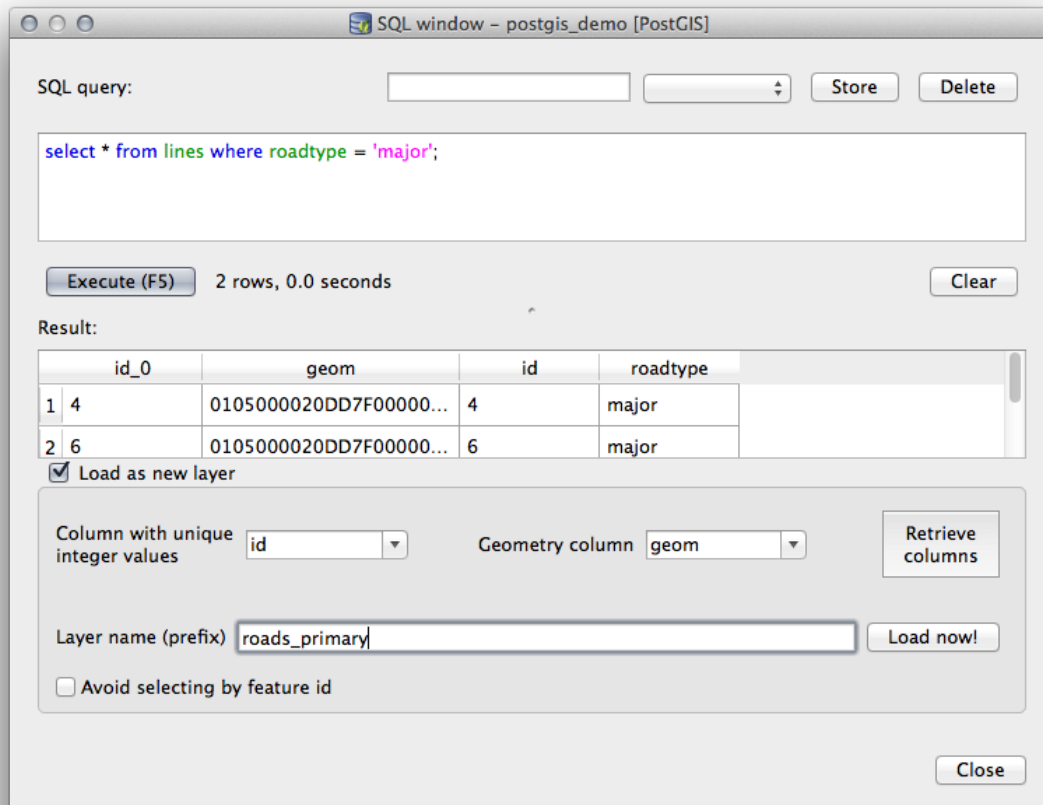 SQL window – postgis_demo [PostGIS]
SQL query:
Store
Delete
select * from lines where roadtype = 'major';
Execute (F5)
2 rows, 0.0 seconds
Clear
Result:
id_0 geom id roadtype
1 4 0105000020DD7F00000... 4 major
2 6 0105000020DD7F00000... 6 major
Load as new layer
Column with unique
integer values
id
Geometry column
geom
Retrieve
columns
Layer name (prefix)
roads_primary
Load now!
Avoid selecting by feature id
Close